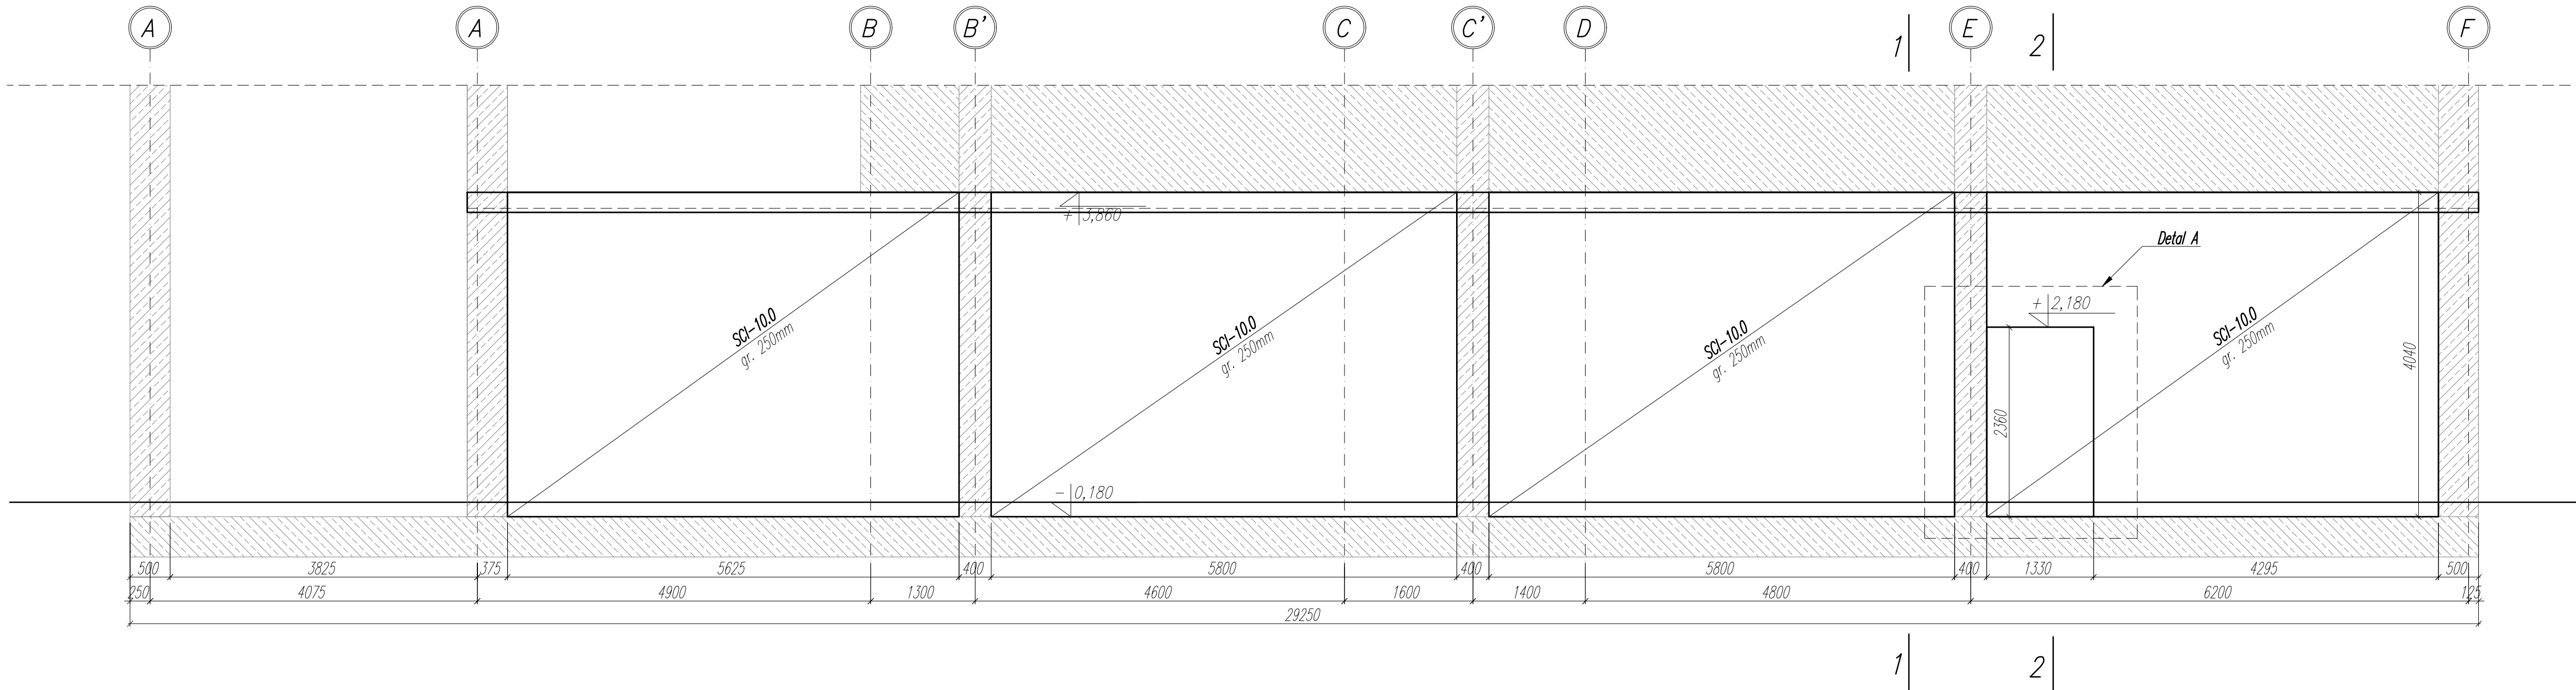 A A B B' C C' D 1 E 2 F
+ 3,860
Detal A
+ 2,180
SCI-10.0
gr. 250mm
SCI-10.0
gr. 250mm
SCI-10.0
gr. 250mm
SCI-10.0
gr. 250mm
4040
2360
- 0,180
500 3825 375 5625 400 5800 400 5800 400 1330 4295 500
250 4075 4900 1300 4600 1600 1400 4800 6200 125
29250
1 2